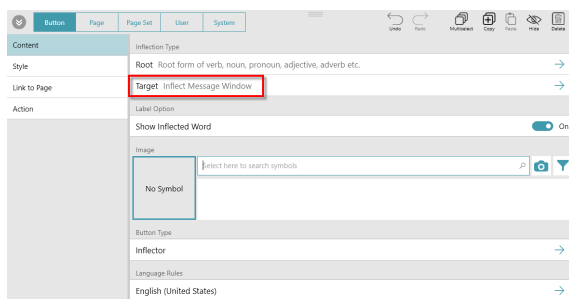 Button Page Page Set User System
Undo Redo Multiselect Copy Paste Hide Delete
Content
Style
Link to Page
Action
Inflection Type
Root Root form of verb, noun, pronoun, adjective, adverb etc.
Target Inflect Message Window
Label Option
Show Inflected Word On
Image
No Symbol
Select here to search symbols
Button Type
Inflector
Language Rules
English (United States)